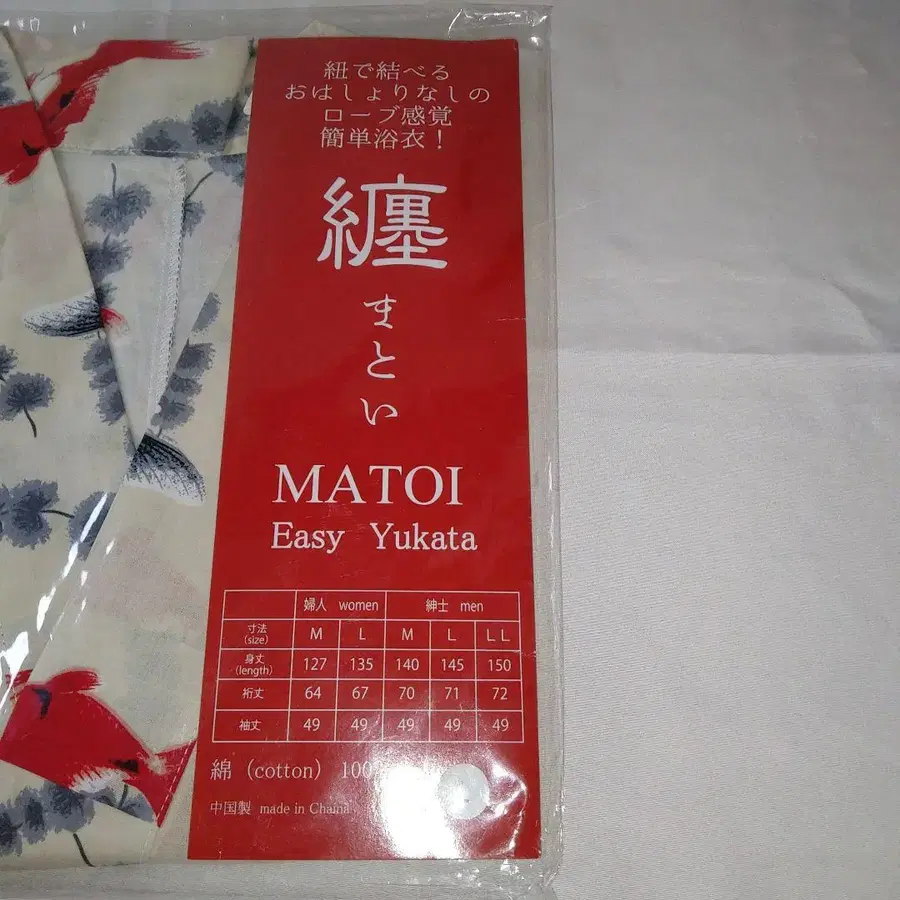 紐で結べる
おはしょりなしの
ローブ感覚
簡単浴衣！
纏
まとい
MATOI
Easy Yukata
婦人 women 紳士 men
寸法 (size) M L M L LL
身丈 (length) 127 135 140 145 150
裄丈 64 67 70 71 72
袖丈 49 49 49 49 49
綿 (cotton) 100
中国製 made in Chaina